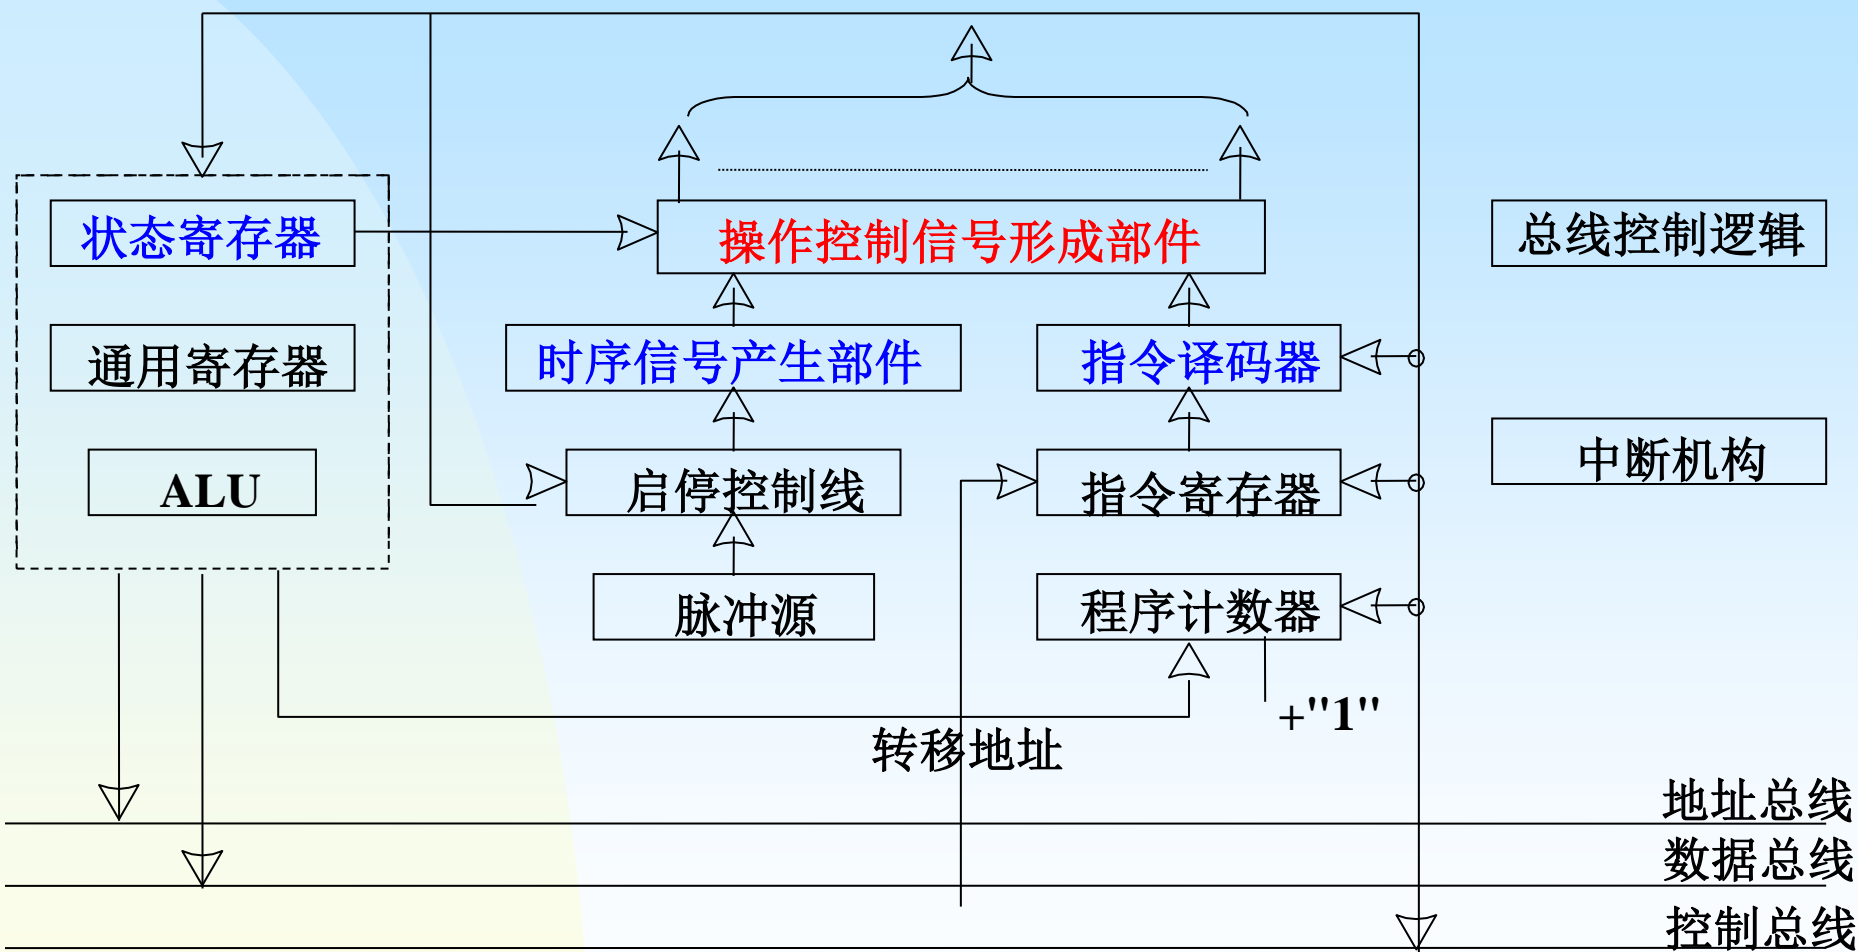 状态寄存器
操作控制信号形成部件
总线控制逻辑
通用寄存器
时序信号产生部件
指令译码器
ALU
启停控制线
指令寄存器
中断机构
脉冲源
程序计数器
+"1"
转移地址
地址总线
数据总线
控制总线